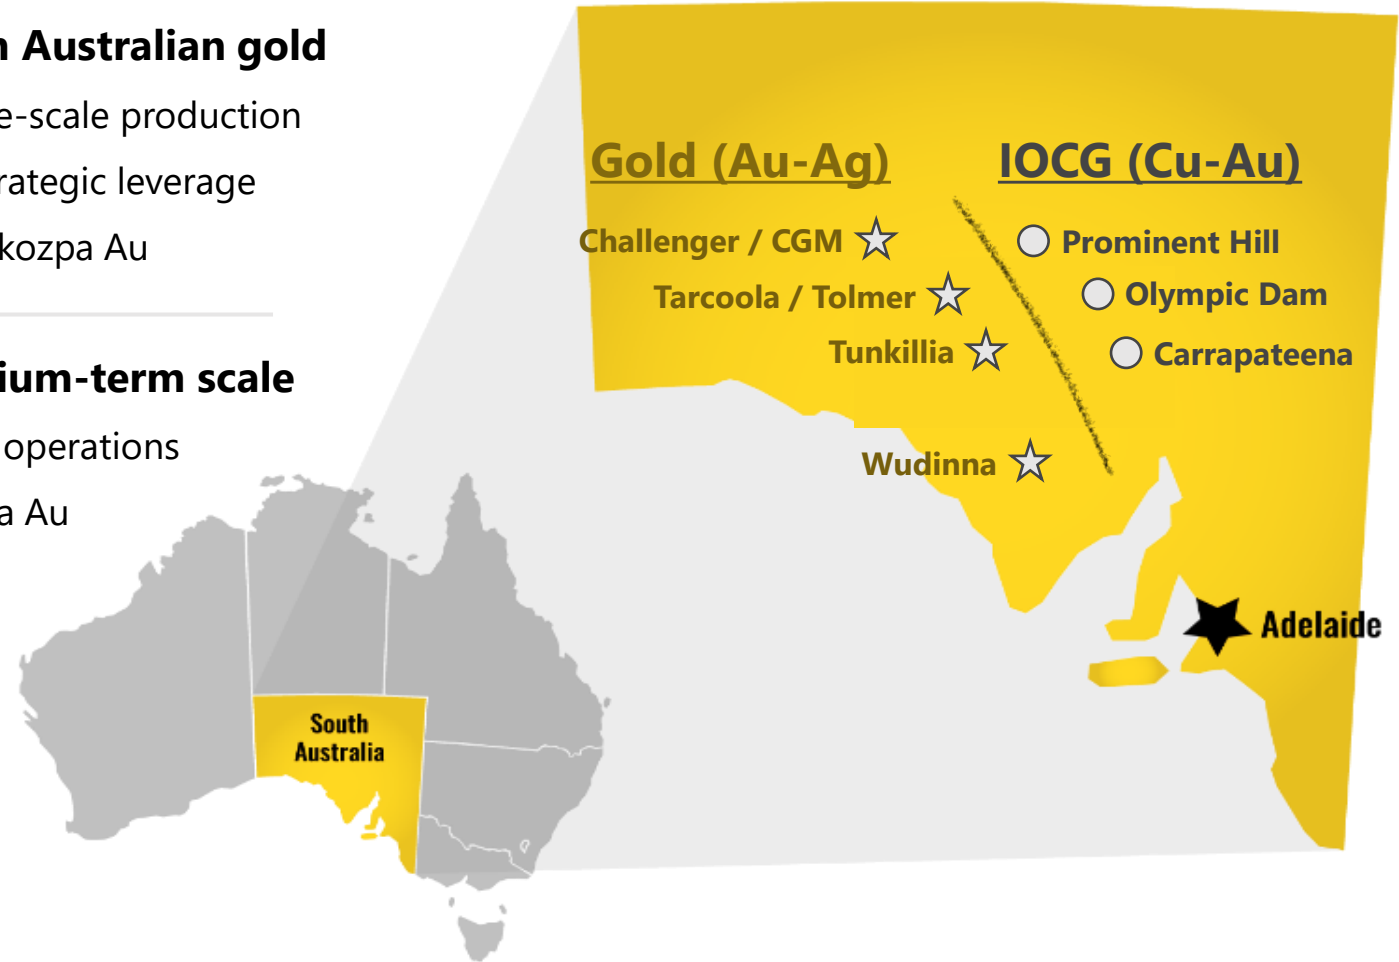 n Australian gold
e-scale production
rategic leverage
kozpa Au
ium-term scale
operations
a Au
Gold (Au-Ag)
IOCG (Cu-Au)
Challenger / CGM
Prominent Hill
Tarcoola / Tolmer
Olympic Dam
Tunkillia
Carrapateena
Wudinna
Adelaide
South
Australia